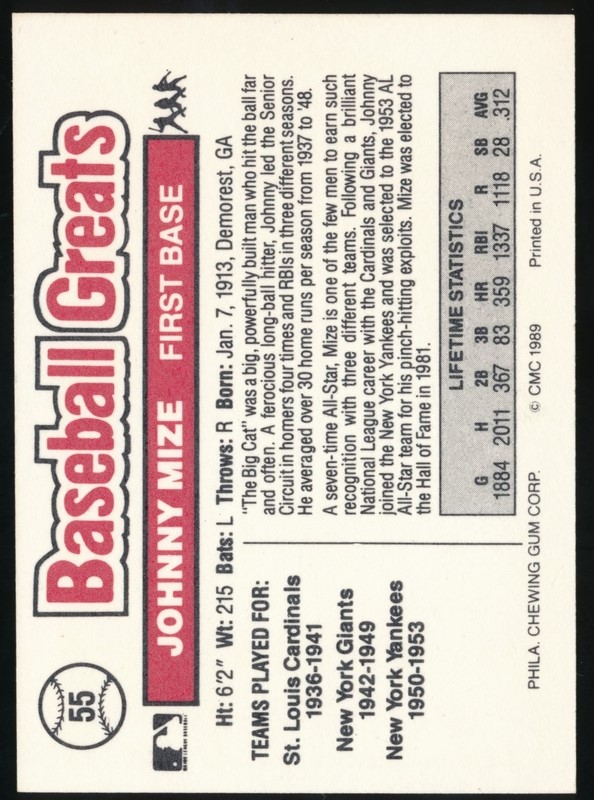 55
Baseball Greats
JOHNNY MIZE FIRST BASE
Ht: 6'2" Wt: 215 Bats: L Throws: R Born: Jan. 7, 1913, Demorest, GA
TEAMS PLAYED FOR:
St. Louis Cardinals
1936-1941
New York Giants
1942-1949
New York Yankees
1950-1953
"The Big Cat" was a big, powerfully built man who hit the ball far
and often. A ferocious long-ball hitter, Johnny led the Senior
Circuit in homers four times and RBIs in three different seasons.
He averaged over 30 home runs per season from 1937 to '48.
A seven-time All-Star, Mize is one of the few men to earn such
recognition with three different teams. Following a brilliant
National League career with the Cardinals and Giants, Johnny
joined the New York Yankees and was selected to the 1953 AL
All-Star team for his pinch-hitting exploits. Mize was elected to
the Hall of Fame in 1981.
LIFETIME STATISTICS
G H 2B 3B HR RBI R SB AVG
1884 2011 367 83 359 1337 1118 28 .312
PHILA. CHEWING GUM CORP. © CMC 1989 Printed in U.S.A.